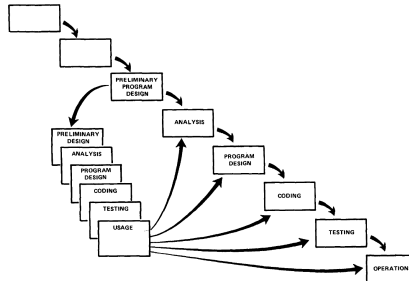 PRELIMINARY
PROGRAM
DESIGN
ANALYSIS
PROGRAM
DESIGN
CODING
TESTING
OPERATION
PRELIMINARY
DESIGN
ANALYSIS
PROGRAM
DESIGN
CODING
TESTING
USAGE